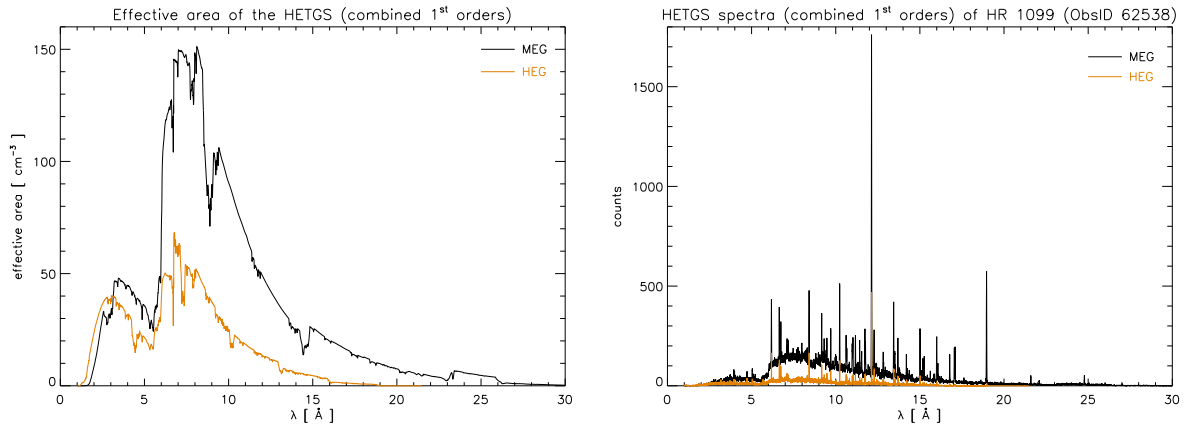 Effective area of the HETGS (combined 1st orders)
effective area [ cm⁻³ ]
150
100
50
0
MEG
HEG
0 5 10 15 20 25 30
λ [ Å ]
HETGS spectra (combined 1st orders) of HR 1099 (ObsID 62538)
counts
1500
1000
500
0
MEG
HEG
0 5 10 15 20 25 30
λ [ Å ]